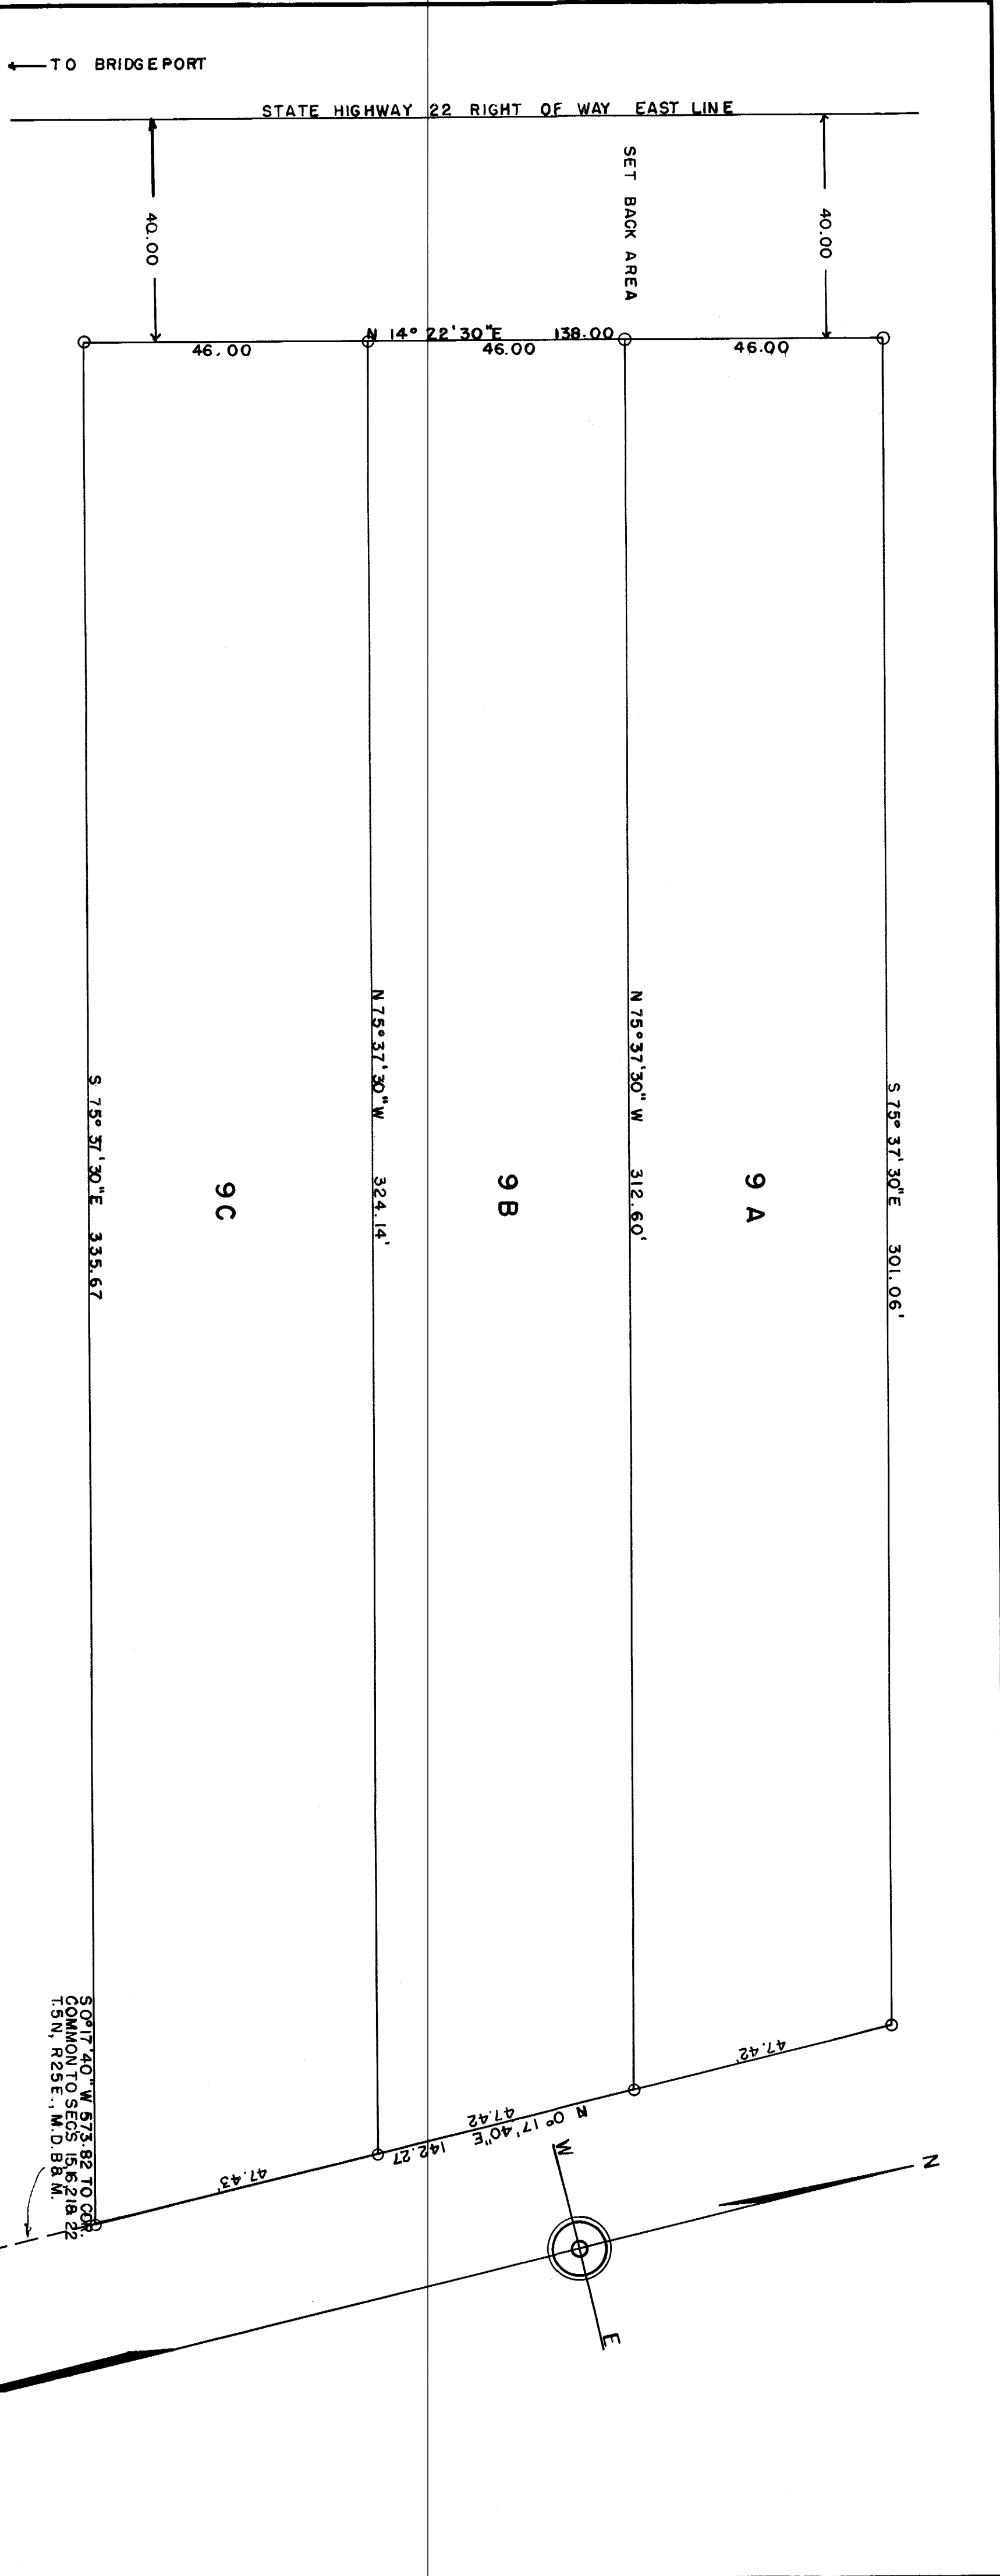 TO BRIDGEPORT
STATE HIGHWAY 22 RIGHT OF WAY EAST LINE
40.00
SET BACK AREA
40.00
N 14° 22' 30" E 138.00
46.00
46.00
46.00
S 75° 37' 30" E 335.67
9C
N 75° 37' 30" W 324.14'
9 B
N 75° 37' 30" W 312.60'
9 A
S 75° 37' 30" E 301.06'
47.42'
47.42
N 0° 17' 40" E
142.27
47.43'
S 0° 17' 40" W 573.82 TO COR.
COMMON TO SECS 15,16,21& 22
T.5N, R25E., M.D.B& M.
N
W
E